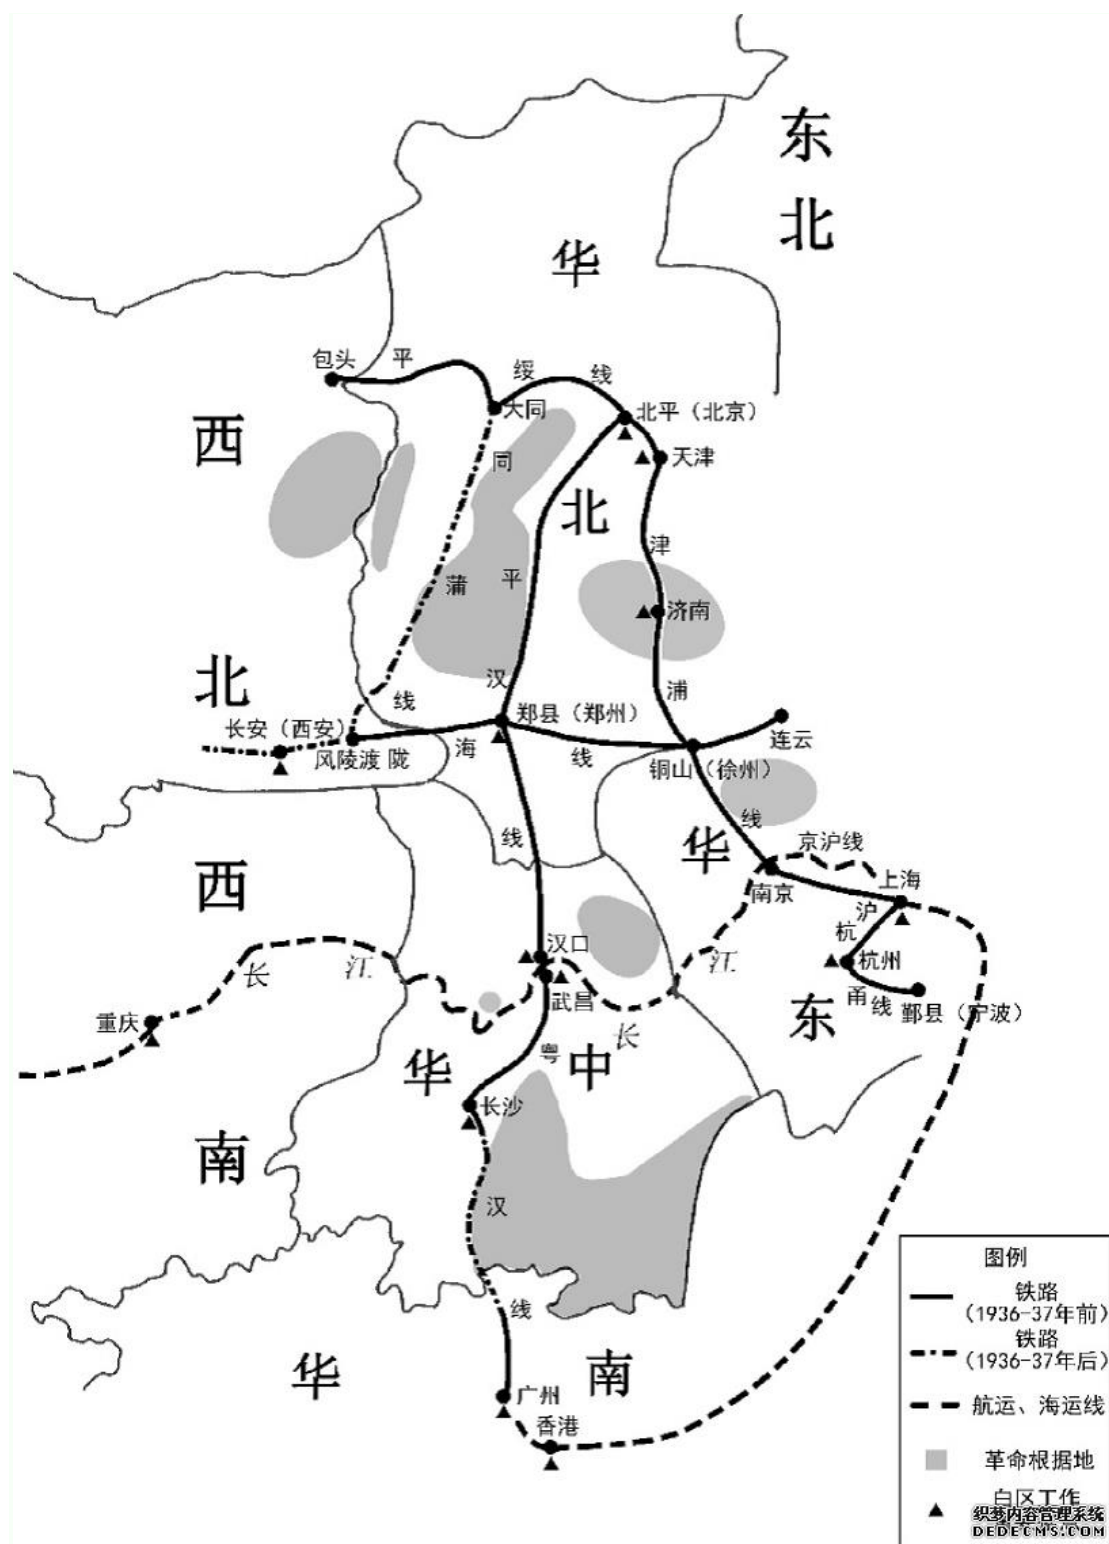 东
北
华
包头
平
绥
线
大同
北平（北京）
西
同
天津
北
津
蒲
平
济南
北
汉
浦
线
郑县（郑州）
长安（西安）
连云
风陵渡
陇
海
线
铜山（徐州）
线
线
华
京沪线
西
南京
上海
沪
杭
长
江
汉口
江
杭州
武昌
甬
线
鄞县（宁波）
重庆
长
东
粤
华
中
长沙
南
汉
线
华
南
广州
香港
图例
铁路
（1936-37年前）
铁路
（1936-37年后）
航运、海运线
革命根据地
白区工作
织梦内容管理系统
DEDECMS.COM